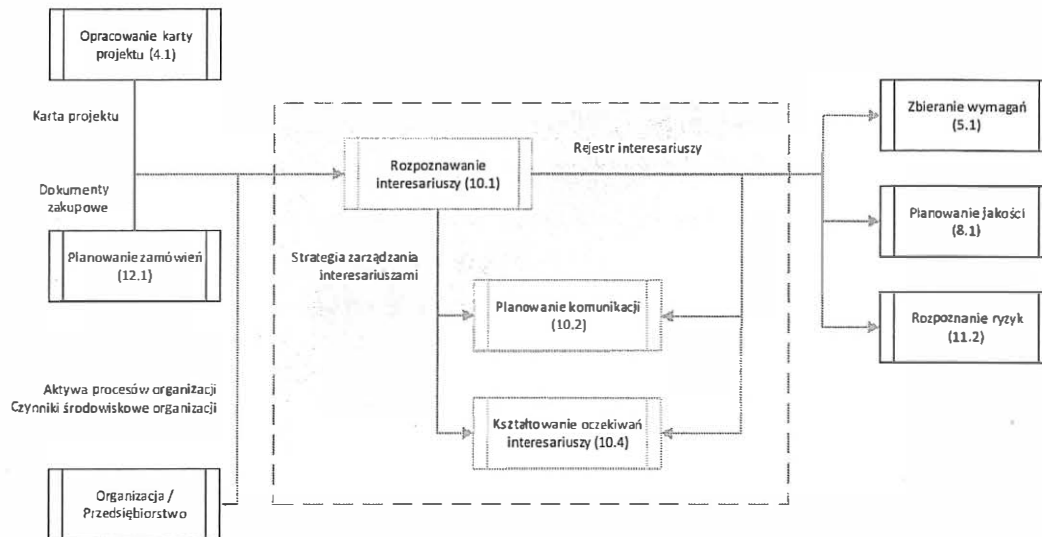 Opracowanie karty
projektu (4.1)
Karta projektu
Dokumenty
zakupowe
Planowanie zamówień
(12.1)
Aktywa procesów organizacji
Czynniki środowiskowe organizacji
Organizacja /
Przedsiębiorstwo
Rozpoznawanie
interesariuszy (10.1)
Rejestr interesariuszy
Strategia zarządzania
interesariuszami
Planowanie komunikacji
(10.2)
Kształtowanie oczekiwań
interesariuszy (10.4)
Zbieranie wymagań
(5.1)
Planowanie jakości
(8.1)
Rozpoznanię ryzyk
(11.2)